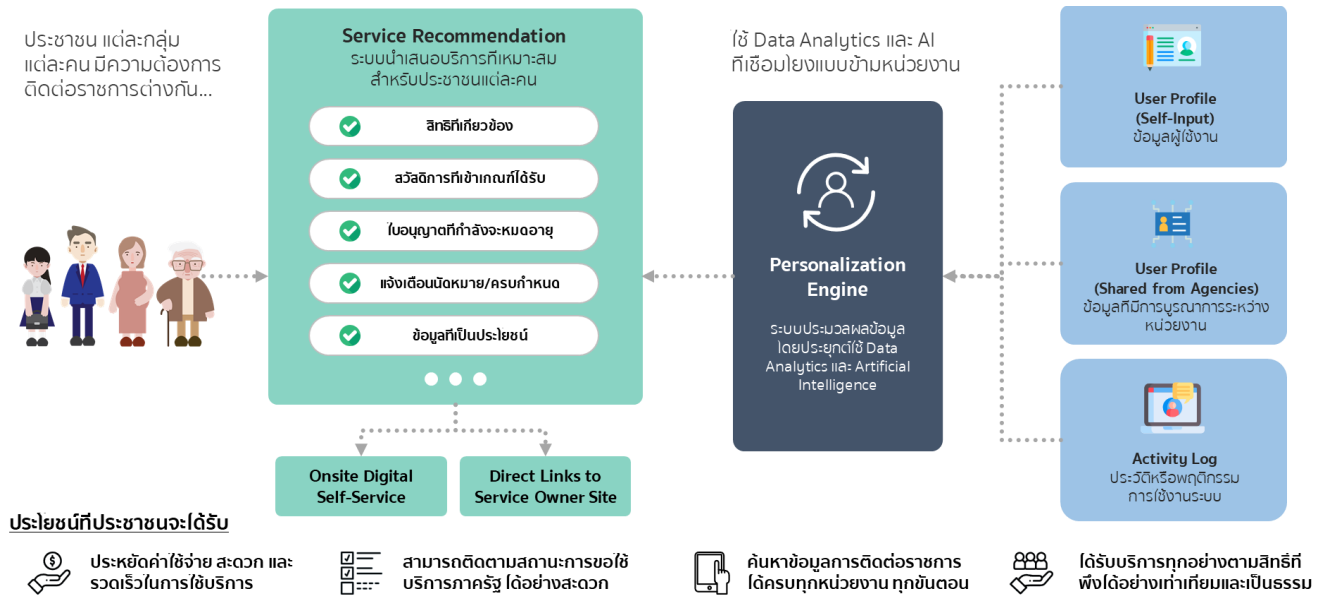 ประชาชน แต่ละกลุ่ม
แต่ละคน มีความต้องการ
ติดต่อราชการต่างกัน...
Service Recommendation
ระบบนำเสนอบริการที่เหมาะสม
สำหรับประชาชนแต่ละคน
สิทธิที่เกี่ยวข้อง
สวัสดิการที่เข้าเกณฑ์ได้รับ
ใบอนุญาตที่กำลังจะหมดอายุ
แจ้งเตือนนัดหมาย/ครบกำหนด
ข้อมูลที่เป็นประโยชน์
Onsite Digital
Self-Service
Direct Links to
Service Owner Site
ใช้ Data Analytics และ AI
ที่เชื่อมโยงแบบข้ามหน่วยงาน
Personalization
Engine
ระบบประมวลผลข้อมูล
โดยประยุกต์ใช้ Data
Analytics และ Artificial
Intelligence
User Profile
(Self-Input)
ข้อมูลผู้ใช้งาน
User Profile
(Shared from Agencies)
ข้อมูลที่มีการบูรณาการระหว่าง
หน่วยงาน
Activity Log
ประวัติหรือพฤติกรรม
การใช้งานระบบ
ประโยชน์ที่ประชาชนจะได้รับ
ประหยัดค่าใช้จ่าย สะดวก และ
รวดเร็วในการใช้บริการ
สามารถติดตามสถานะการขอใช้
บริการภาครัฐ ได้อย่างสะดวก
ค้นหาข้อมูลการติดต่อราชการ
ได้ครบทุกหน่วยงาน ทุกขั้นตอน
ได้รับบริการทุกอย่างตามสิทธิ์ที่
พึงได้อย่างเท่าเทียมและเป็นธรรม